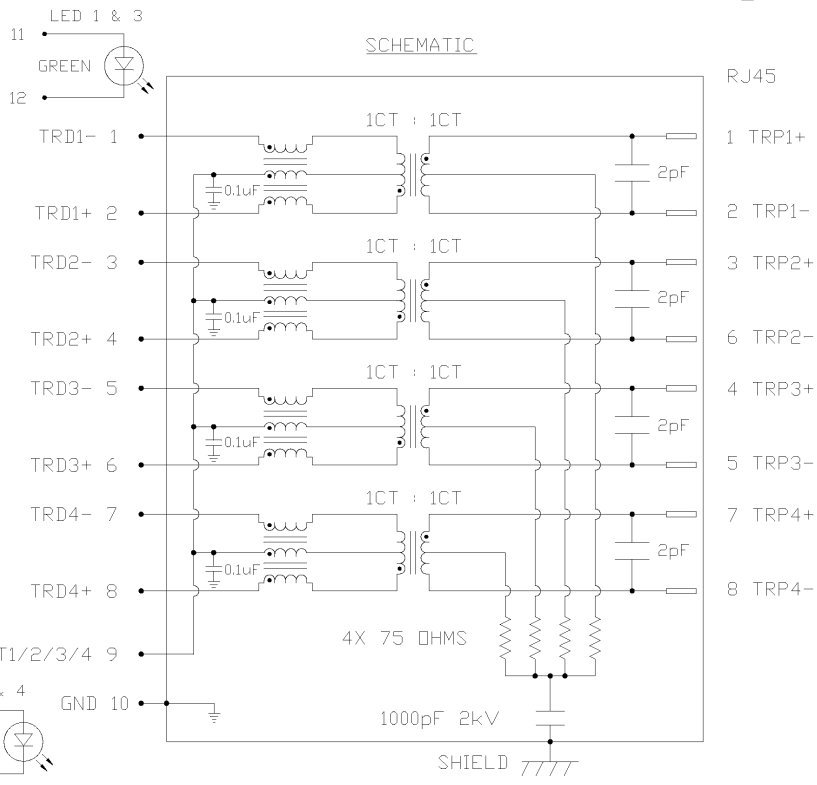 LED 1 & 3
11
GREEN
12
SCHEMATIC
RJ45
TRD1- 1
1CT : 1CT
1 TRP1+
0.1uF
2pF
TRD1+ 2
2 TRP1-
TRD2- 3
1CT : 1CT
3 TRP2+
0.1uF
2pF
TRD2+ 4
6 TRP2-
TRD3- 5
1CT : 1CT
4 TRP3+
0.1uF
2pF
TRD3+ 6
5 TRP3-
TRD4- 7
1CT : 1CT
7 TRP4+
0.1uF
2pF
TRD4+ 8
8 TRP4-
4X 75 OHMS
T1/2/3/4 9
4
GND 10
1000pF 2kV
SHIELD